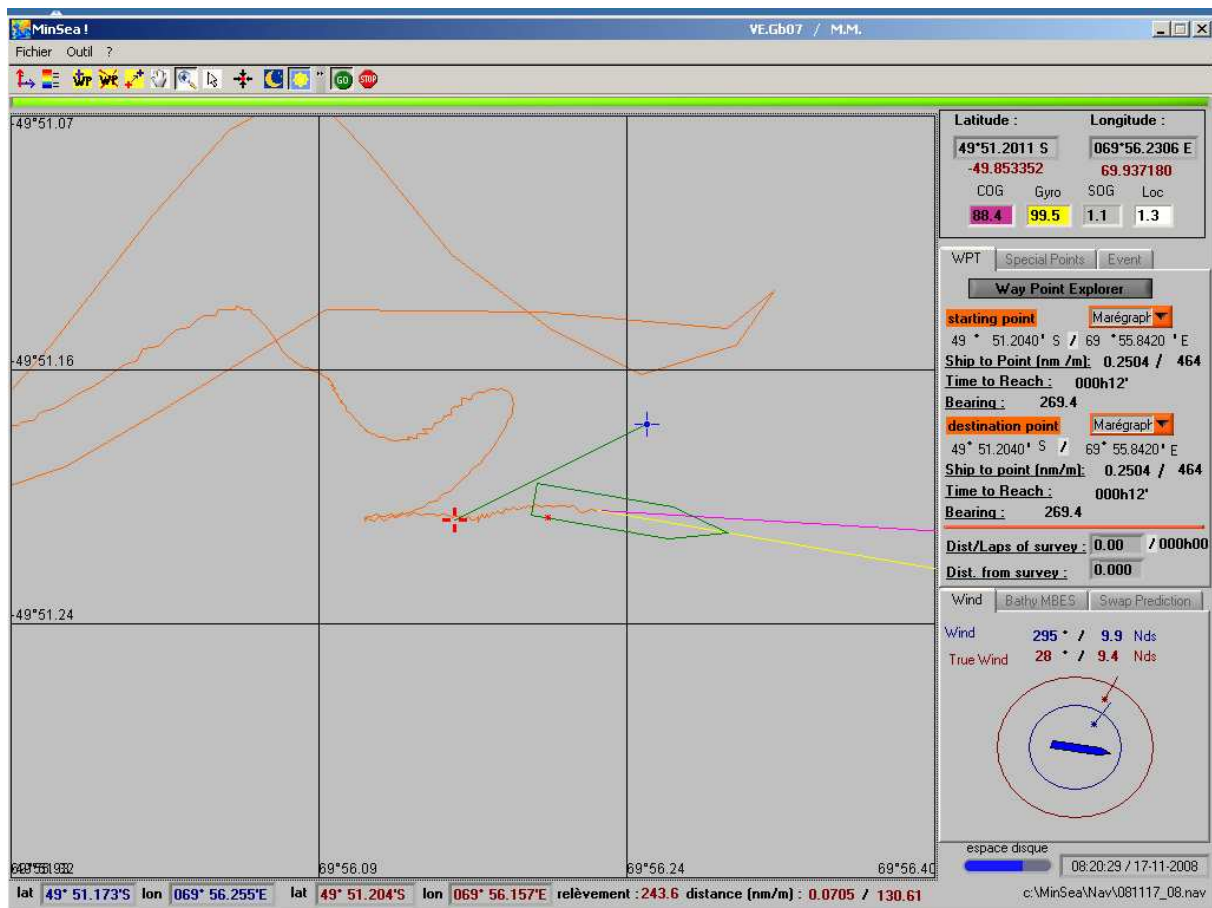 MinSea ! VE.Gb07 / M.M.
Fichier Outil ?
WP WP GO STOP
-49°51.07
-49°51.16
-49°51.24
69°56.09 69°56.24 69°56.40
Latitude : Longitude :
49°51.2011 S 069°56.2306 E
-49.853352 69.937180
COG Gyro SOG Loc
88.4 99.5 1.1 1.3
WPT Special Points Event
Way Point Explorer
starting point Marégraph
49 ° 51.2040' S / 69 °55.8420 ' E
Ship to Point (nm /m): 0.2504 / 464
Time to Reach : 000h12'
Bearing : 269.4
destination point Marégraph
49° 51.2040' S / 69° 55.8420' E
Ship to point (nm/m): 0.2504 / 464
Time to Reach : 000h12'
Bearing : 269.4
Dist/Laps of survey : 0.00 / 000h00
Dist. from survey : 0.000
Wind Bathy MBES Swap Prediction
Wind 295 ° / 9.9 Nds
True Wind 28 ° / 9.4 Nds
espace disque
08:20:29 / 17-11-2008
lat 49° 51.173'S lon 069° 56.255'E lat 49° 51.204'S lon 069° 56.157'E relèvement : 243.6 distance (nm/m) : 0.0705 / 130.61
c:\MinSea\Nav\081117_08.nav